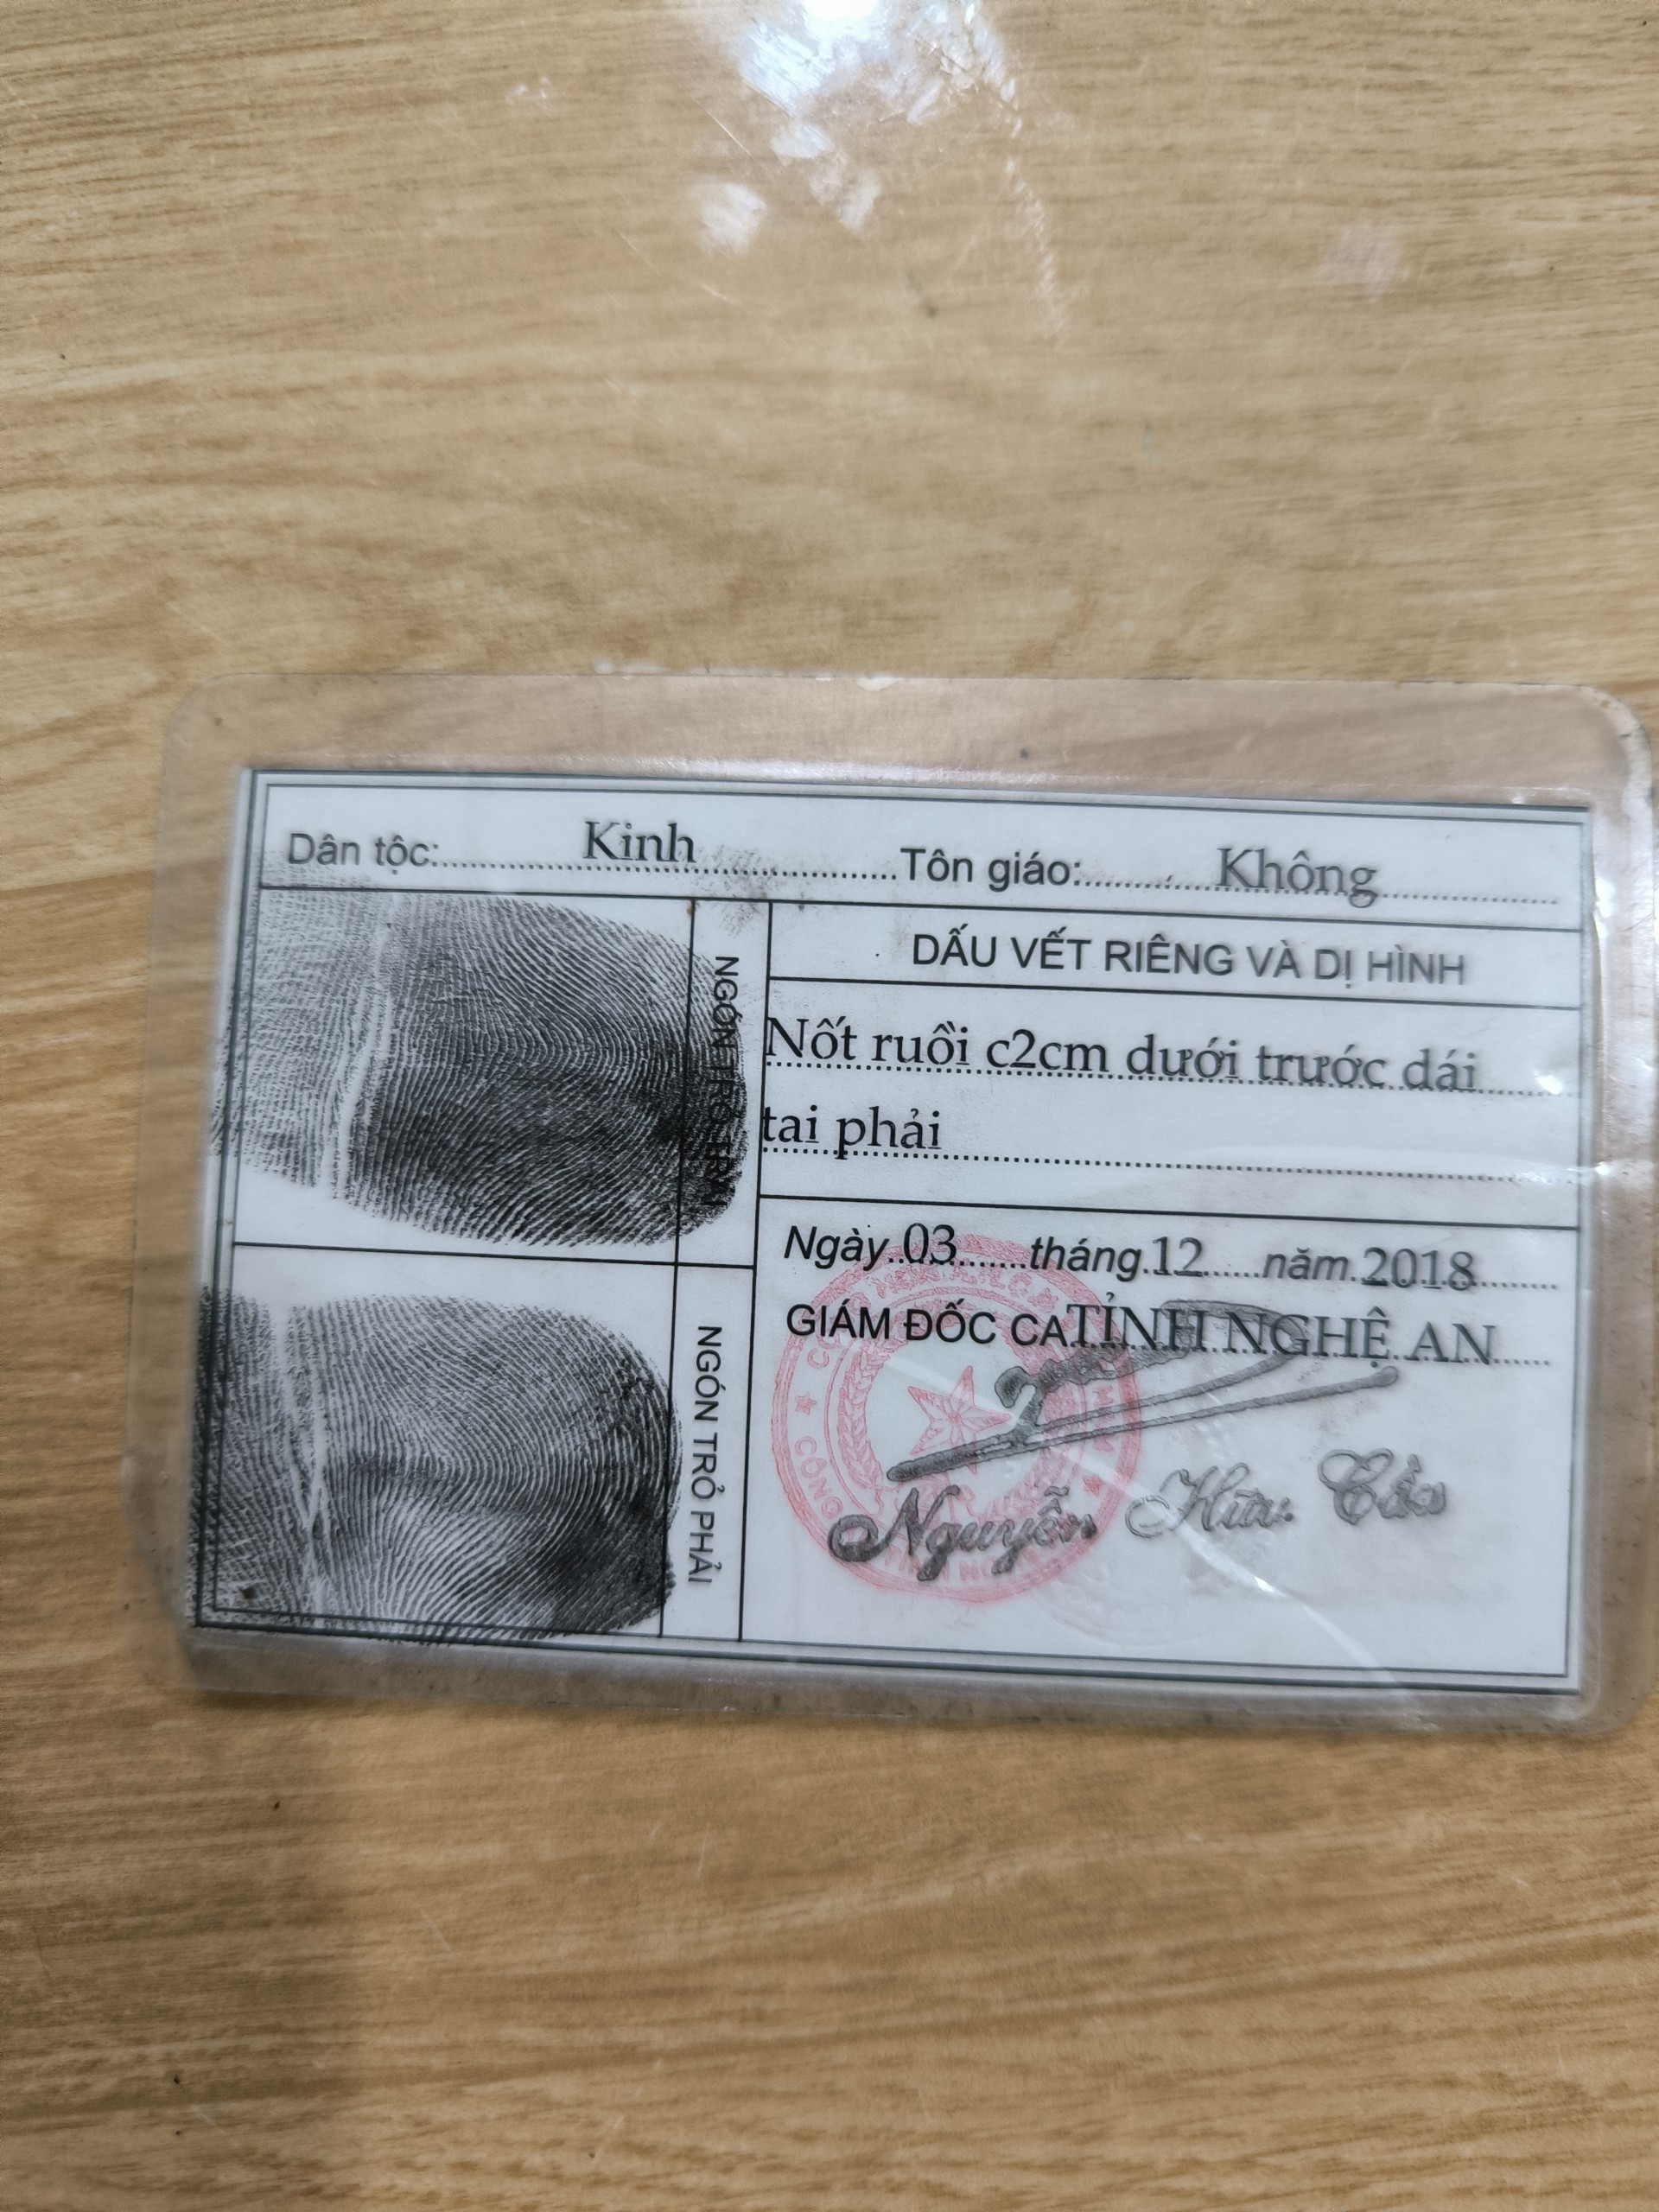 Dân tộc: Kinh Tôn giáo: Không
NGÓN TRỎ TRÁI
DẤU VẾT RIÊNG VÀ DỊ HÌNH
Nốt ruồi c2cm dưới trước dái
tai phải
Ngày 03 tháng 12 năm 2018
GIÁM ĐỐC CA TỈNH NGHỆ AN
NGÓN TRỎ PHẢI
Nguyễn Hữu Cầu